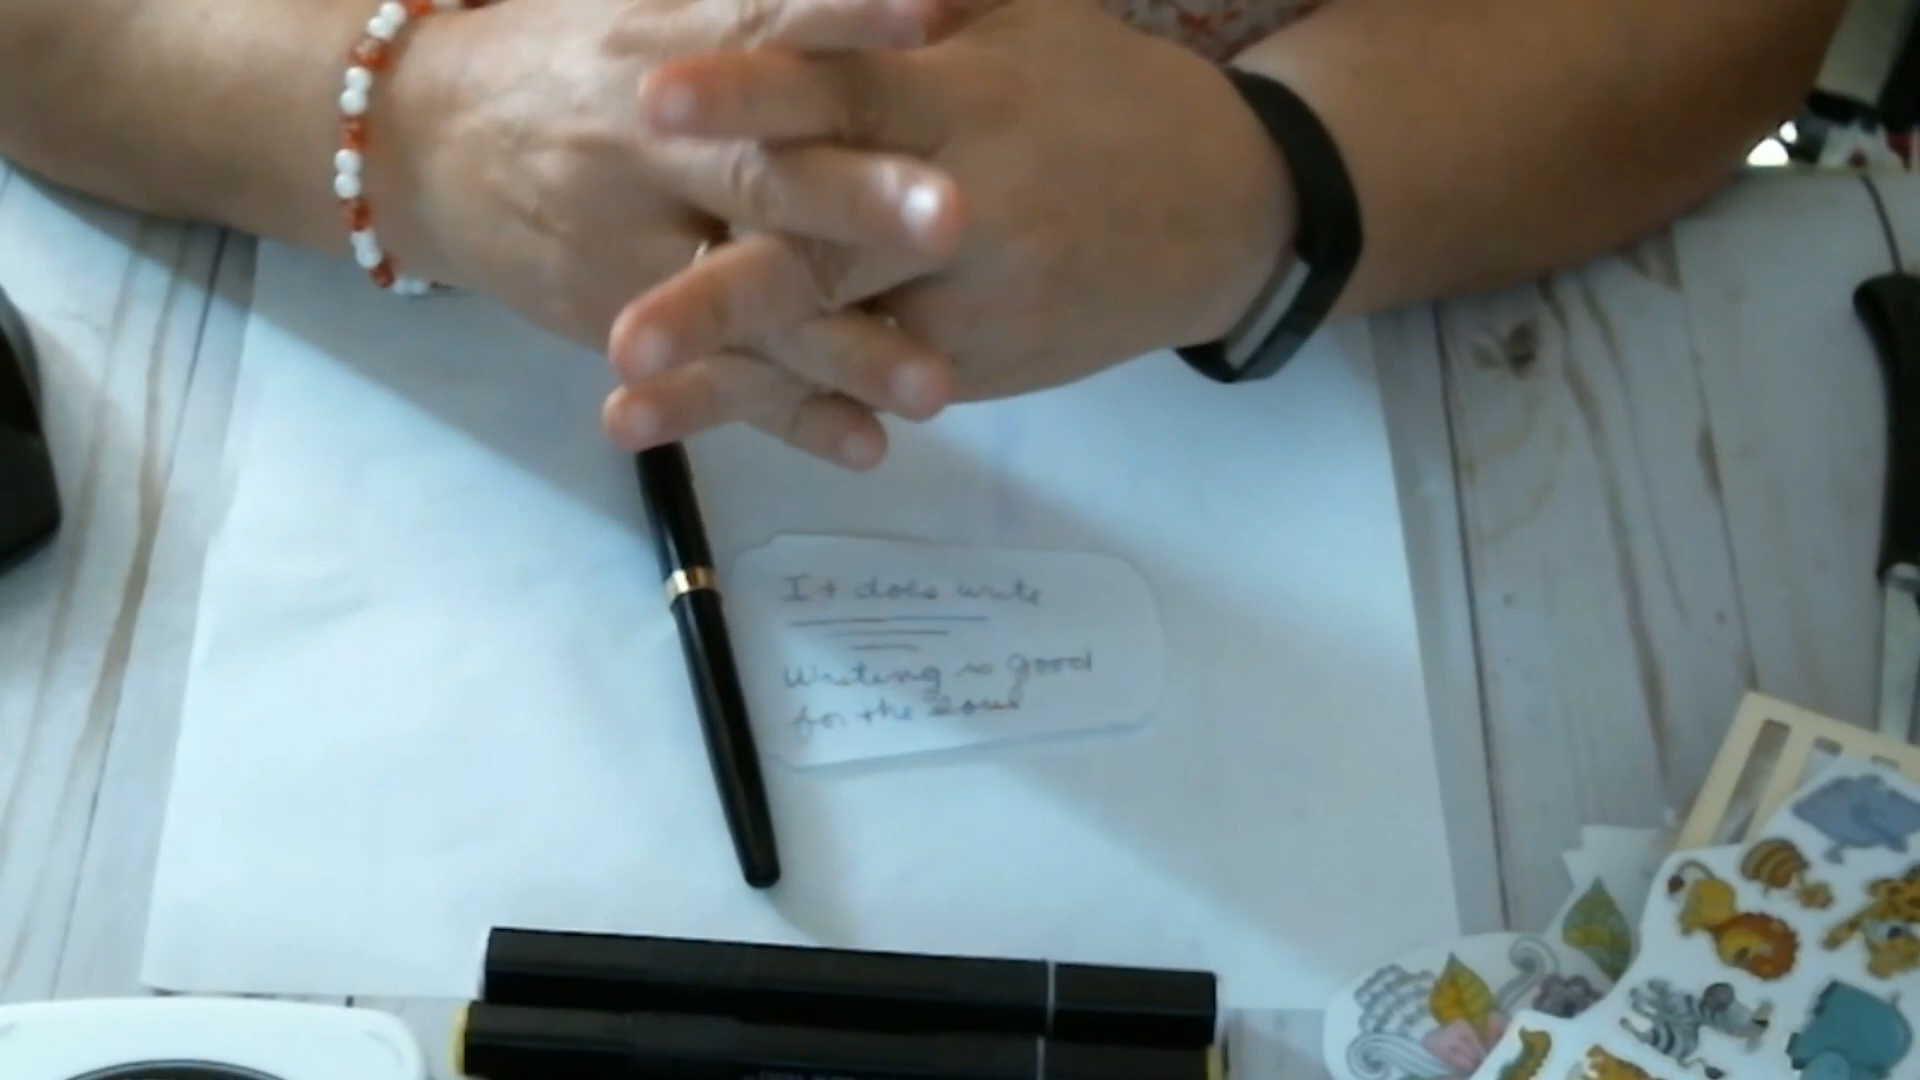 It does write
Writing is good
for the Soul